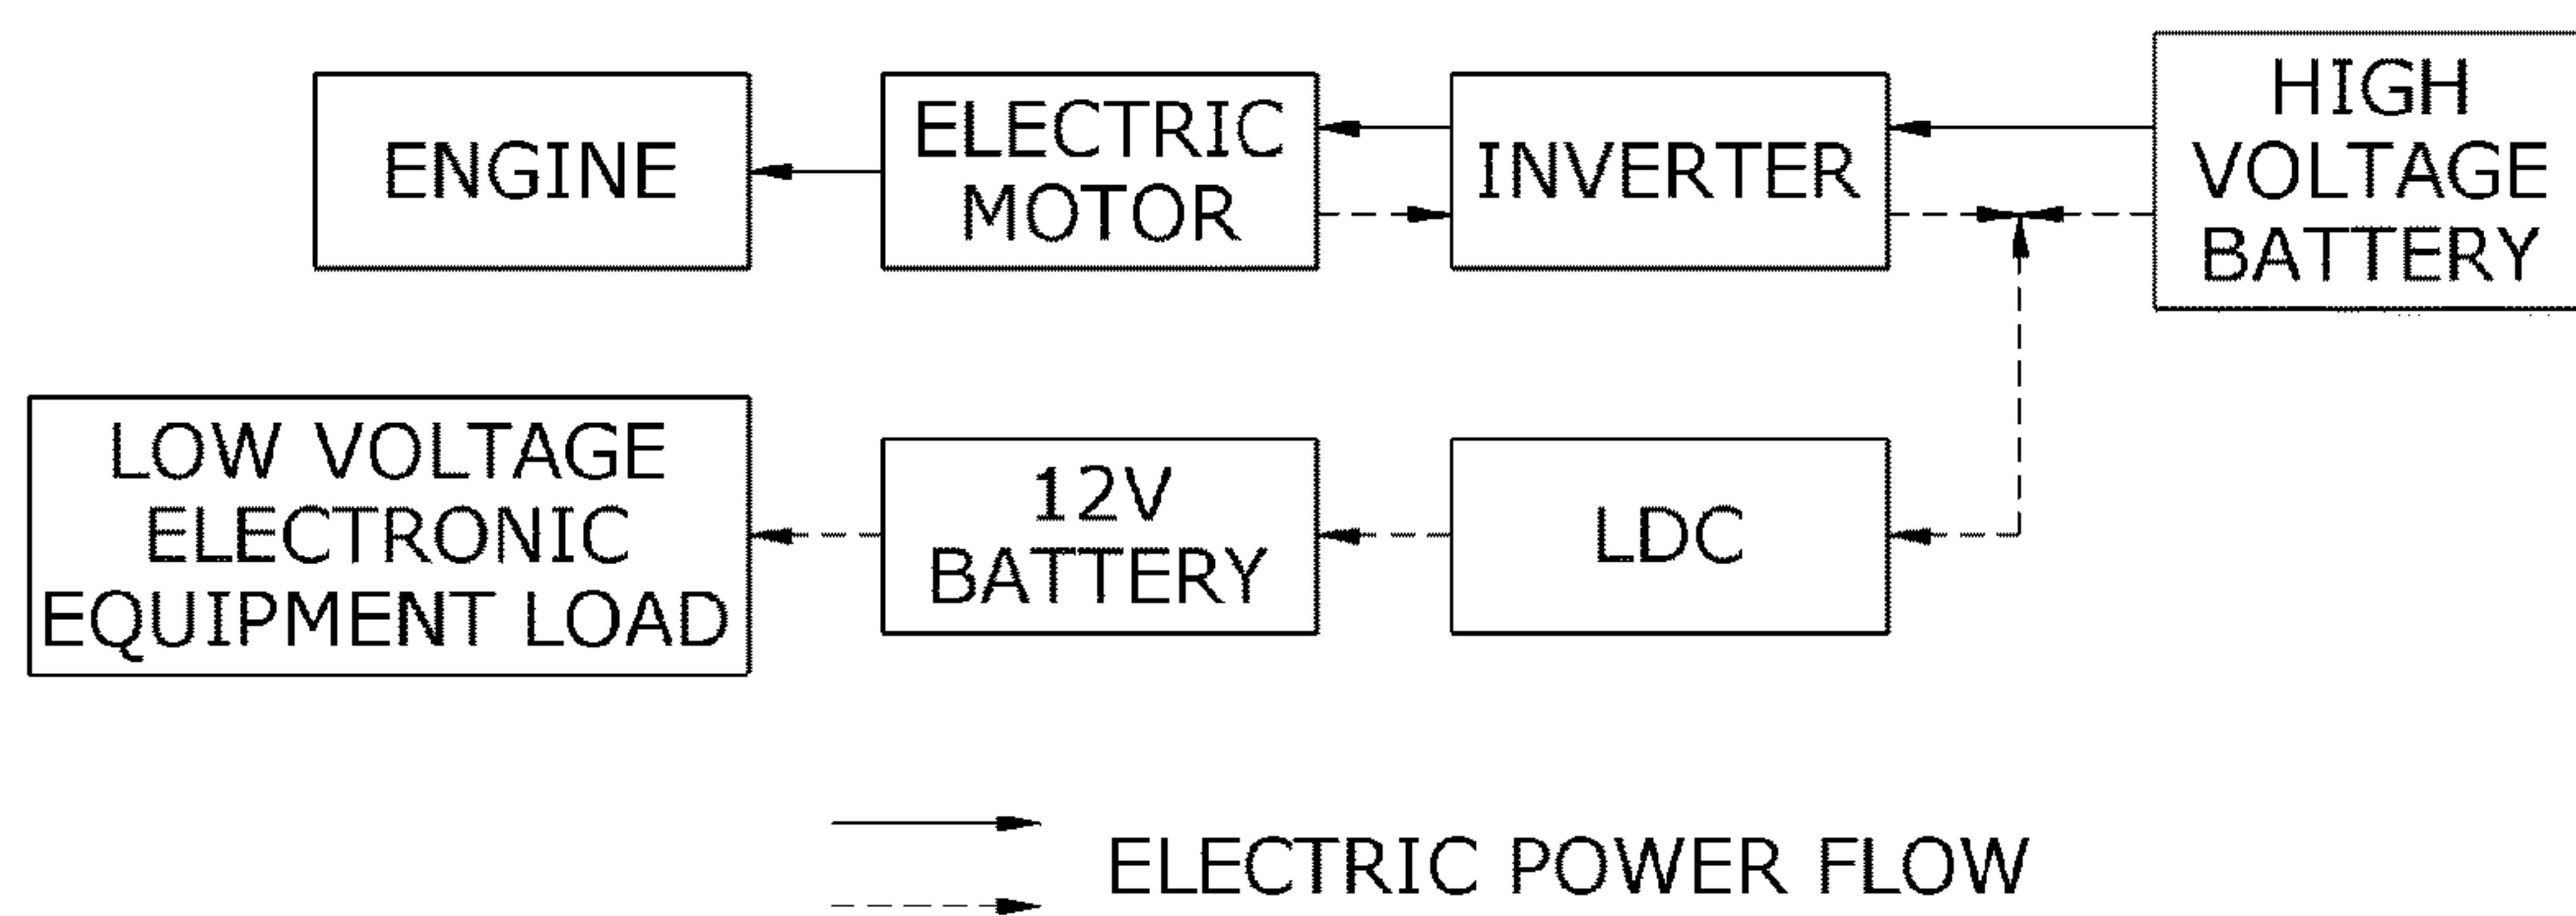 ENGINE
ELECTRIC
MOTOR
INVERTER
HIGH
VOLTAGE
BATTERY
LOW VOLTAGE
ELECTRONIC
EQUIPMENT LOAD
12V
BATTERY
LDC
ELECTRIC POWER FLOW